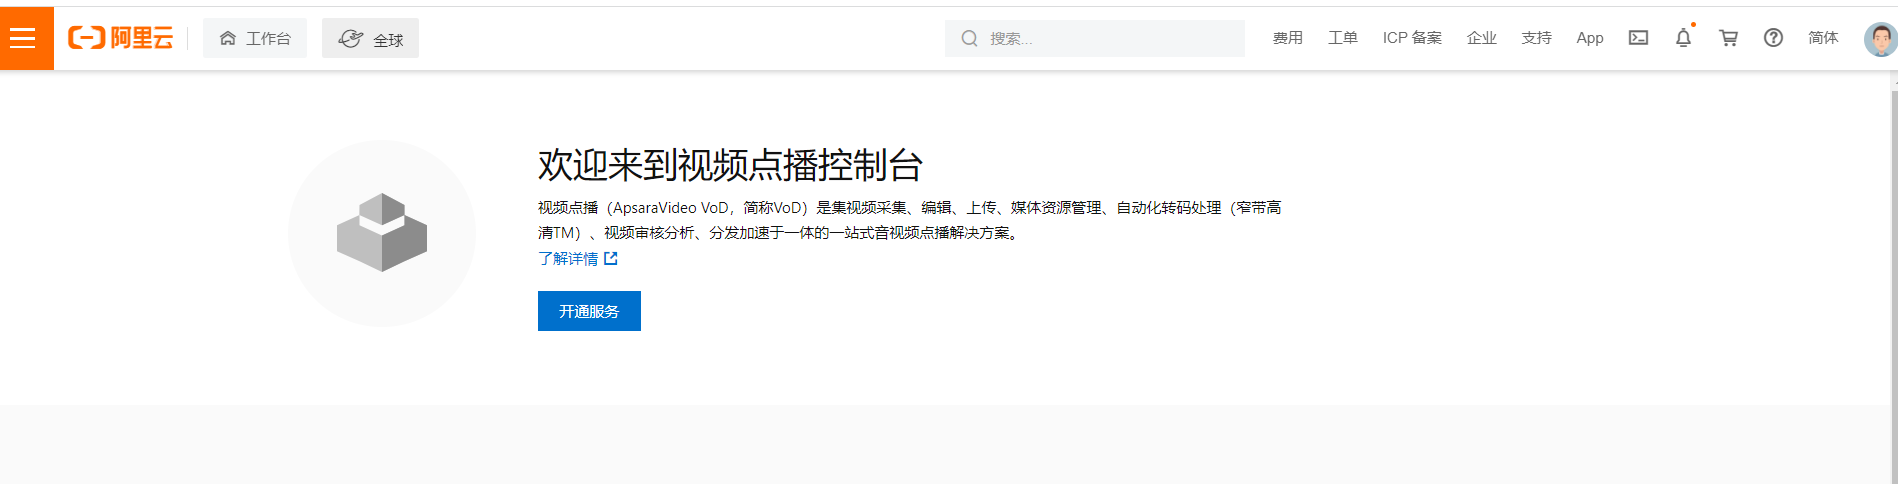 阿里云 工作台 全球 搜索... 费用 工单 ICP 备案 企业 支持 App 简体
欢迎来到视频点播控制台
视频点播（ApsaraVideo VoD，简称VoD）是集视频采集、编辑、上传、媒体资源管理、自动化转码处理（窄带高
清TM）、视频审核分析、分发加速于一体的一站式音视频点播解决方案。
了解详情
开通服务